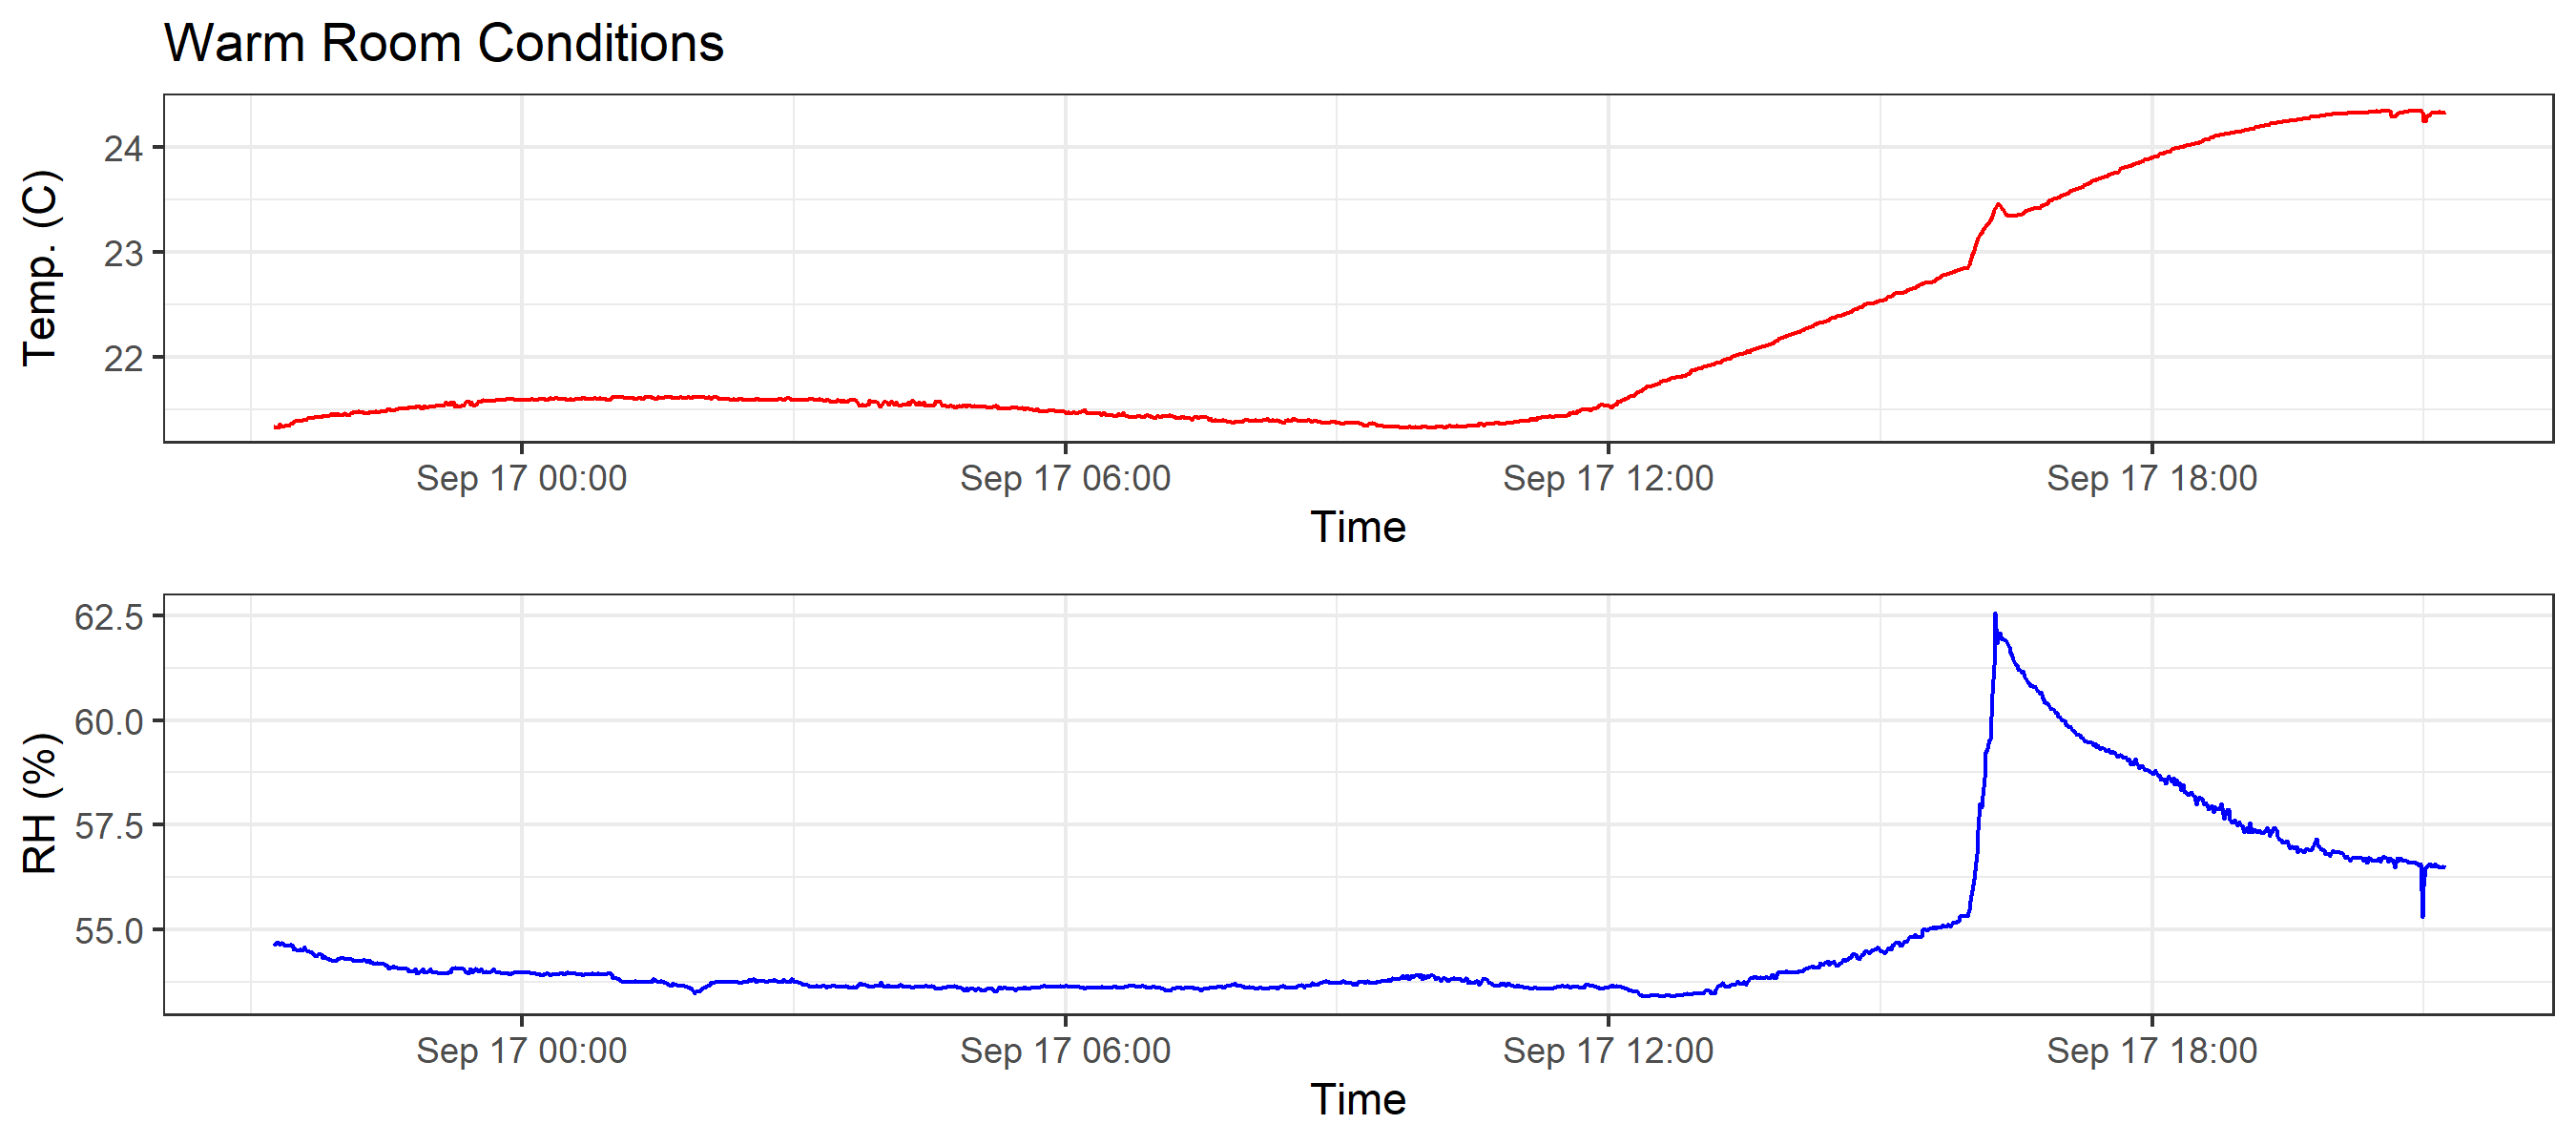 Warm Room Conditions
Temp. (C)
24
23
22
Sep 17 00:00 Sep 17 06:00 Sep 17 12:00 Sep 17 18:00
Time
RH (%)
62.5
60.0
57.5
55.0
Sep 17 00:00 Sep 17 06:00 Sep 17 12:00 Sep 17 18:00
Time